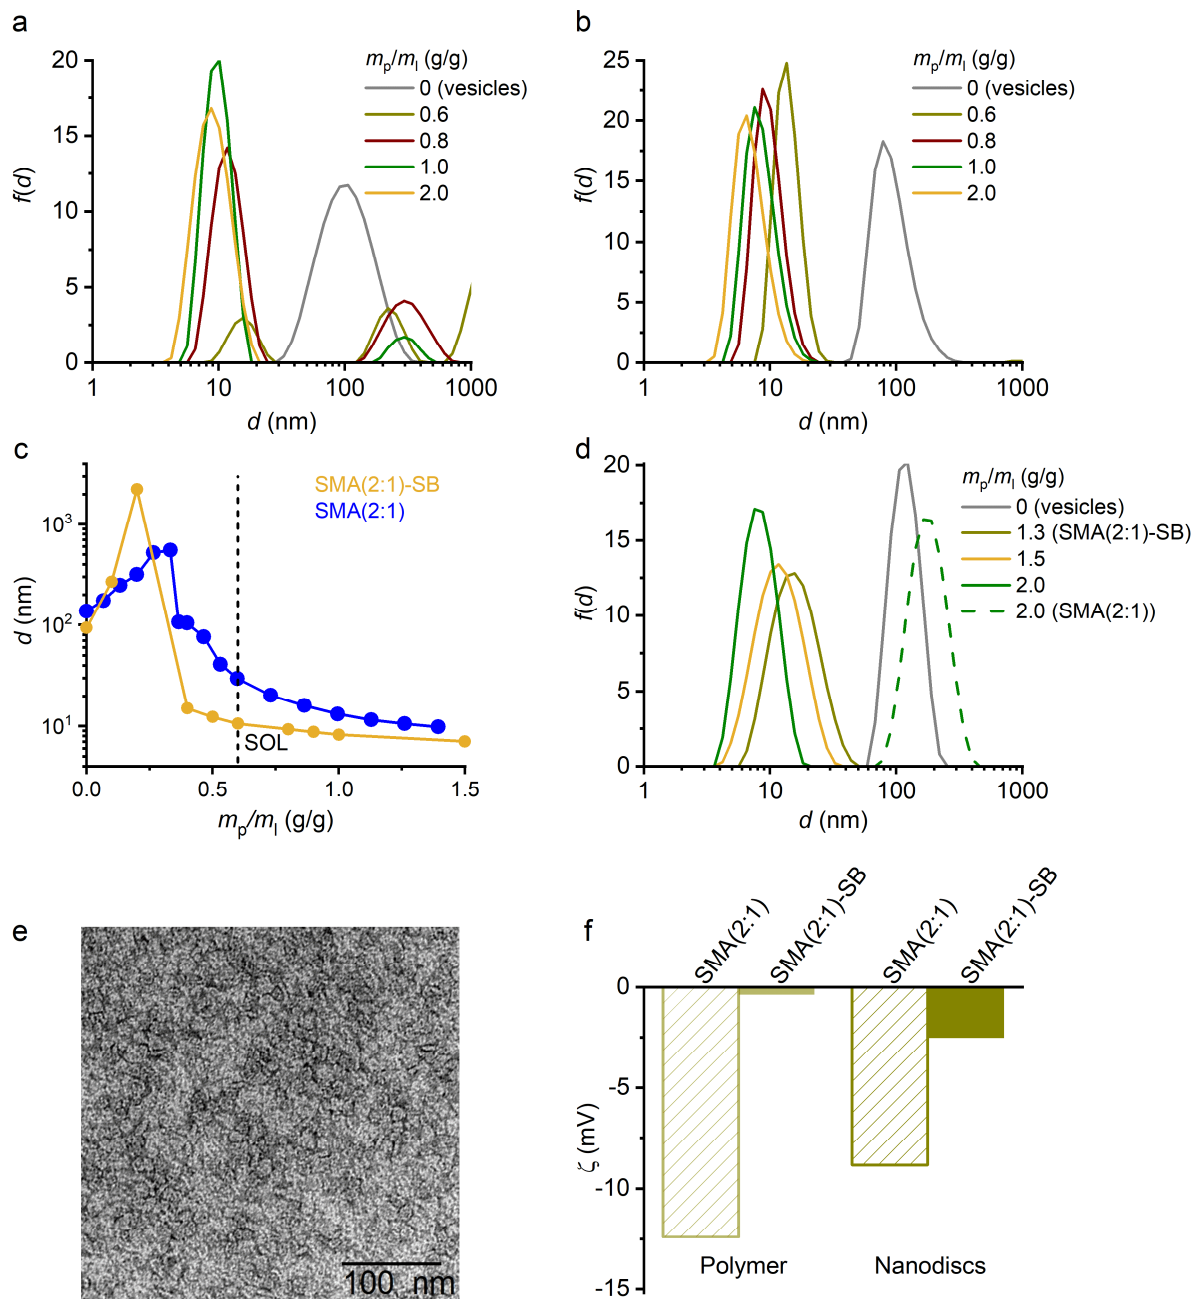 a
f(d)
20
15
10
5
0
1
10
100
1000
d (nm)
mp/ml (g/g)
0 (vesicles)
0.6
0.8
1.0
2.0
b
f(d)
25
20
15
10
5
0
1
10
100
1000
d (nm)
mp/ml (g/g)
0 (vesicles)
0.6
0.8
1.0
2.0
c
d (nm)
10³
10²
10¹
0.0
0.5
1.0
1.5
mp/ml (g/g)
SMA(2:1)-SB
SMA(2:1)
SOL
d
f(d)
20
15
10
5
0
1
10
100
1000
d (nm)
mp/ml (g/g)
0 (vesicles)
1.3 (SMA(2:1)-SB)
1.5
2.0
2.0 (SMA(2:1))
e
100 nm
f
SMA(2:1)
SMA(2:1)-SB
SMA(2:1)
SMA(2:1)-SB
ζ (mV)
0
-5
-10
-15
Polymer
Nanodiscs